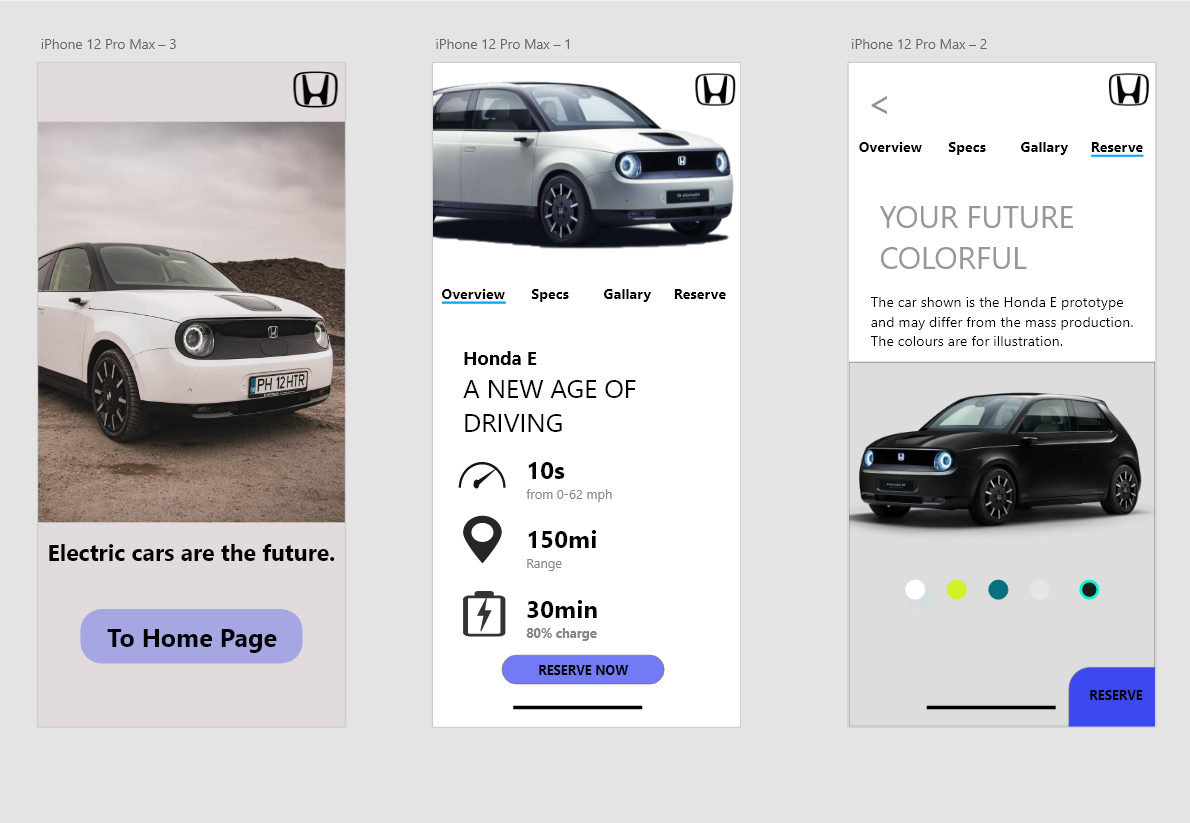 iPhone 12 Pro Max – 3
PH 12 HTR
Electric cars are the future.
To Home Page
iPhone 12 Pro Max – 1
Overview Specs Gallary Reserve
Honda E
A NEW AGE OF
DRIVING
10s
from 0-62 mph
150mi
Range
30min
80% charge
RESERVE NOW
iPhone 12 Pro Max – 2
<
Overview Specs Gallary Reserve
YOUR FUTURE
COLORFUL
The car shown is the Honda E prototype
and may differ from the mass production.
The colours are for illustration.
RESERVE